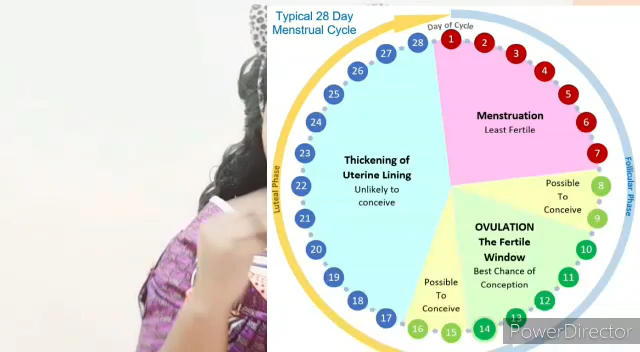 Typical 28 Day
Menstrual Cycle
Day of Cycle
1
2
3
4
5
6
7
8
9
10
11
12
13
14
15
16
17
18
19
20
21
22
23
24
25
26
27
28
Menstruation
Least Fertile
Possible
To
Conceive
OVULATION
The Fertile
Window
Best Chance of
Conception
Possible
To
Conceive
Thickening of
Uterine Lining
Unlikely to
conceive
Luteal Phase
Follicular Phase
PowerDirector